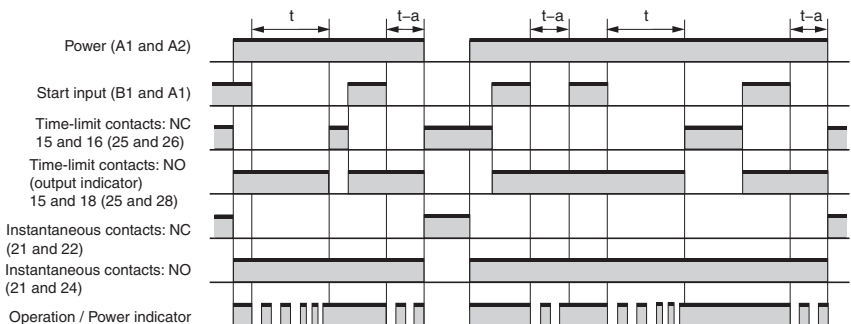 t t–a t–a t t–a
Power (A1 and A2)
Start input (B1 and A1)
Time-limit contacts: NC
15 and 16 (25 and 26)
Time-limit contacts: NO
(output indicator)
15 and 18 (25 and 28)
Instantaneous contacts: NC
(21 and 22)
Instantaneous contacts: NO
(21 and 24)
Operation / Power indicator